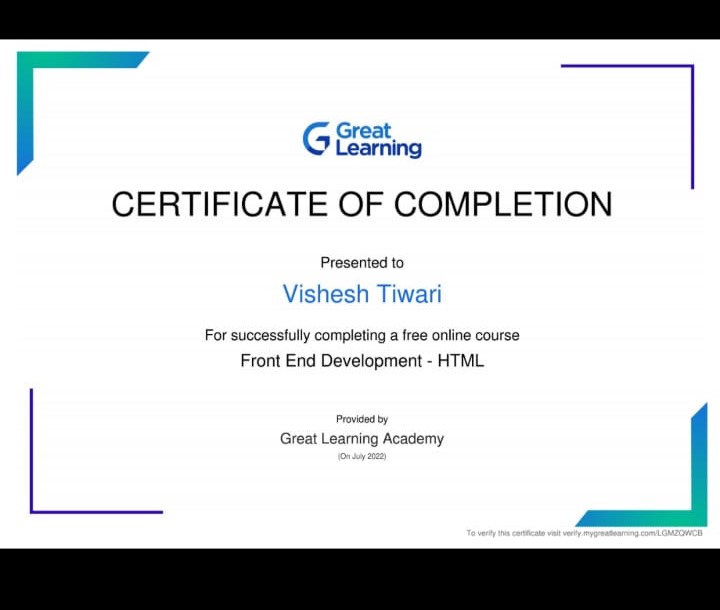 Great
Learning
CERTIFICATE OF COMPLETION
Presented to
Vishesh Tiwari
For successfully completing a free online course
Front End Development - HTML
Provided by
Great Learning Academy
(On July 2022)
To verify this certificate visit verify.mygreatlearning.com/LGMZQWCB